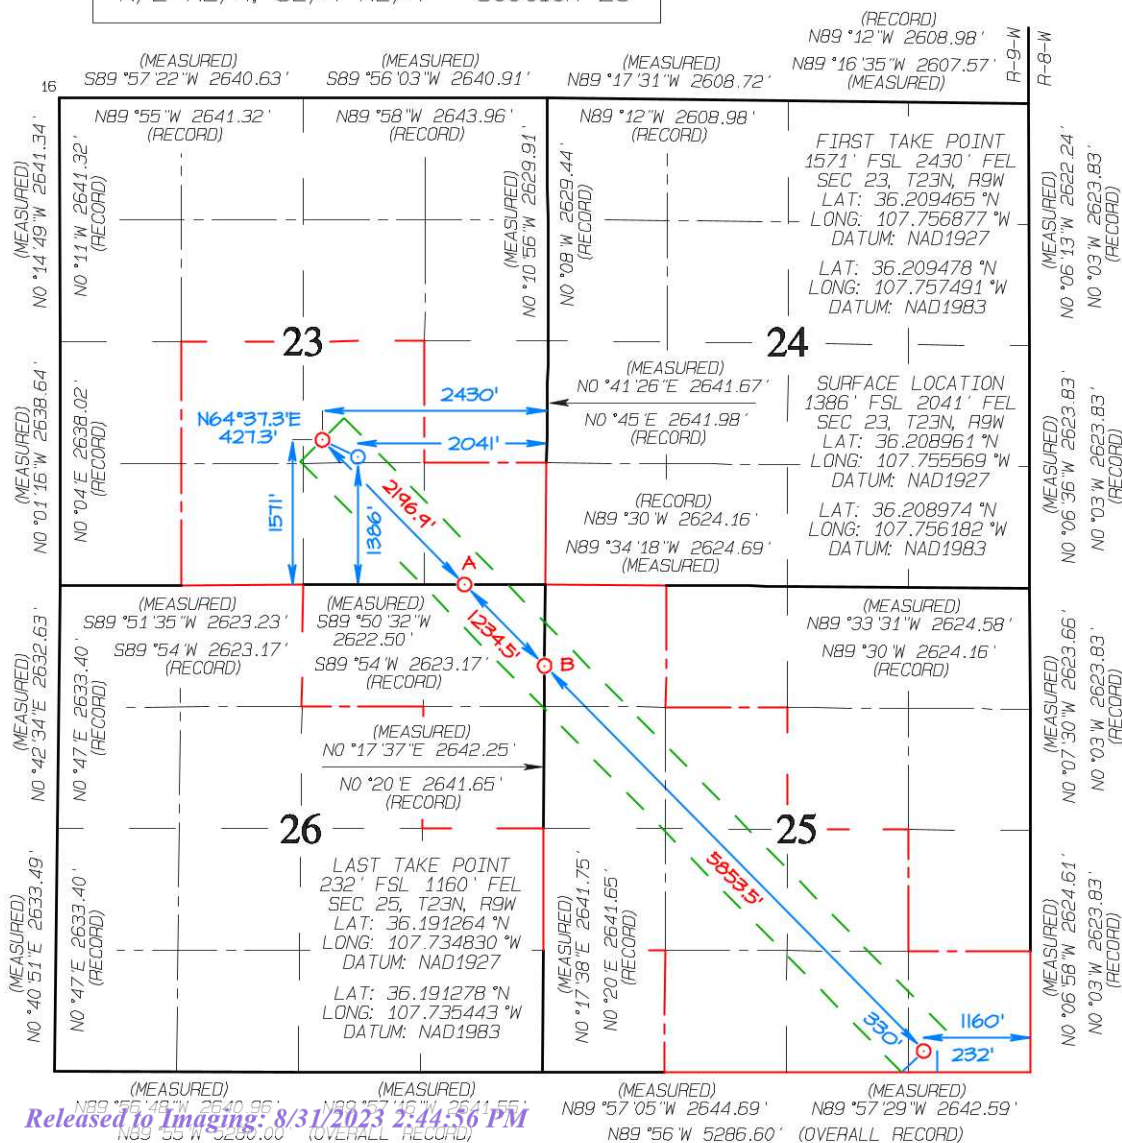 (RECORD)
N89°12'W 2608.98'
N89°16'35"W 2607.57'
(MEASURED)
R-9-W
R-8-W
(MEASURED)
S89°57'22"W 2640.63'
(MEASURED)
S89°56'03"W 2640.91'
(MEASURED)
N89°17'31"W 2608.72'
16
N89°55'W 2641.32'
(RECORD)
N89°58'W 2643.96'
(RECORD)
N89°12'W 2608.98'
(RECORD)
(MEASURED)
N0°14'49"W 2641.34'
N0°11'W 2641.32'
(RECORD)
(MEASURED)
N0°10'56"W 2629.91'
N0°08'W 2629.44'
(RECORD)
FIRST TAKE POINT
1571' FSL 2430' FEL
SEC 23, T23N, R9W
LAT: 36.209465°N
LONG: 107.756877°W
DATUM: NAD1927
LAT: 36.209478°N
LONG: 107.757491°W
DATUM: NAD1983
(MEASURED)
N0°06'13"W 2622.24'
N0°03'W 2623.83'
(RECORD)
23
24
(MEASURED)
N0°41'26"E 2641.67'
N0°45'E 2641.98'
(RECORD)
SURFACE LOCATION
1386' FSL 2041' FEL
SEC 23, T23N, R9W
LAT: 36.208961°N
LONG: 107.755569°W
DATUM: NAD1927
LAT: 36.208974°N
LONG: 107.756182°W
DATUM: NAD1983
(MEASURED)
N0°01'16"W 2638.64'
N0°04'E 2638.02'
(RECORD)
N64°37.3'E
427.3'
2430'
2041'
1571'
1386'
2196.9'
A
(RECORD)
N89°30'W 2624.16'
N89°34'18"W 2624.69'
(MEASURED)
(MEASURED)
N0°06'36"W 2623.83'
N0°03'W 2623.83'
(RECORD)
(MEASURED)
S89°51'35"W 2623.23'
S89°54'W 2623.17'
(RECORD)
(MEASURED)
S89°50'32"W
2622.50'
S89°54'W 2623.17'
(RECORD)
1234.5'
B
(MEASURED)
N89°33'31"W 2624.58'
N89°30'W 2624.16'
(RECORD)
(MEASURED)
N0°42'34"E 2632.63'
N0°47'E 2633.40'
(RECORD)
(MEASURED)
N0°17'37"E 2642.25'
N0°20'E 2641.65'
(RECORD)
(MEASURED)
N0°07'30"W 2623.66'
N0°03'W 2623.83'
(RECORD)
26
25
LAST TAKE POINT
232' FSL 1160' FEL
SEC 25, T23N, R9W
LAT: 36.191264°N
LONG: 107.734830°W
DATUM: NAD1927
LAT: 36.191278°N
LONG: 107.735443°W
DATUM: NAD1983
(MEASURED)
N0°40'51"E 2633.49'
N0°47'E 2633.40'
(RECORD)
(MEASURED)
N0°17'38"E 2641.75'
N0°20'E 2641.65'
(RECORD)
5853.5'
330'
1160'
232'
(MEASURED)
N0°06'58"W 2624.61'
N0°03'W 2623.83'
(RECORD)
(MEASURED)
N89°56'48"W 2640.96'
(MEASURED)
N89°57'46"W 2641.55'
(MEASURED)
N89°57'05"W 2644.69'
(MEASURED)
N89°57'29"W 2642.59'
Released to Imaging: 8/31/2023 2:44:56 PM
N89°55'W 5280.00' (OVERALL RECORD)
N89°56'W 5286.60' (OVERALL RECORD)